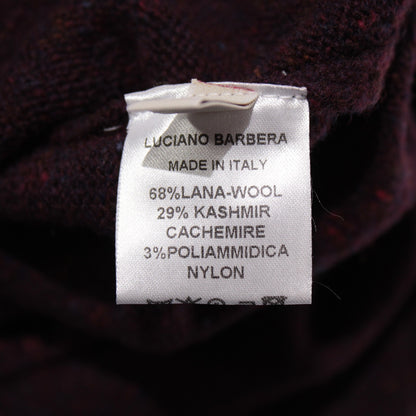 LUCIANO BARBERA
MADE IN ITALY
68%LANA-WOOL
29% KASHMIR
CACHEMIRE
3%POLIAMMIDICA
NYLON